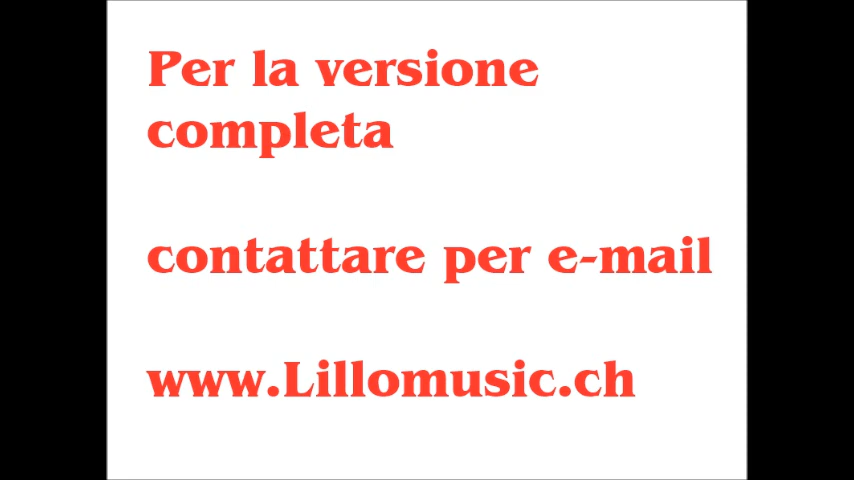 Per la versione
completa
contattare per e-mail
www.Lillomusic.ch